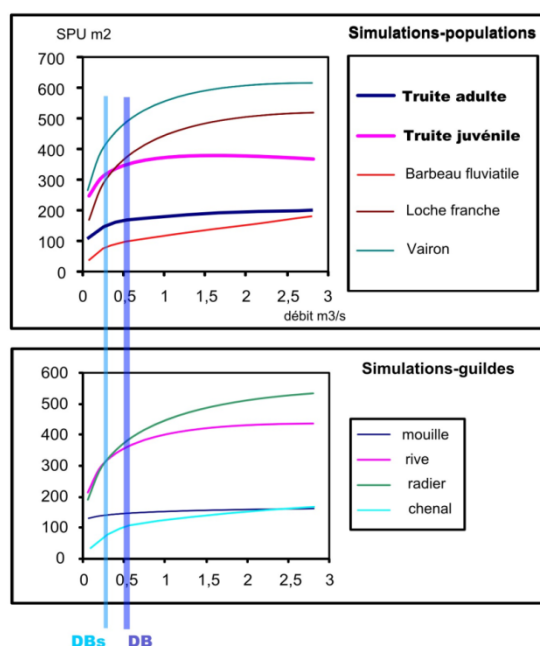 SPU m2
Simulations-populations
700
600
500
400
300
200
100
0
0 0,5 1 1,5 2 2,5 3
débit m3/s
Truite adulte
Truite juvénile
Barbeau fluviatile
Loche franche
Vairon
Simulations-guildes
600
500
400
300
200
100
0
0 0,5 1 1,5 2 2,5 3
mouille
rive
radier
chenal
DBs DB